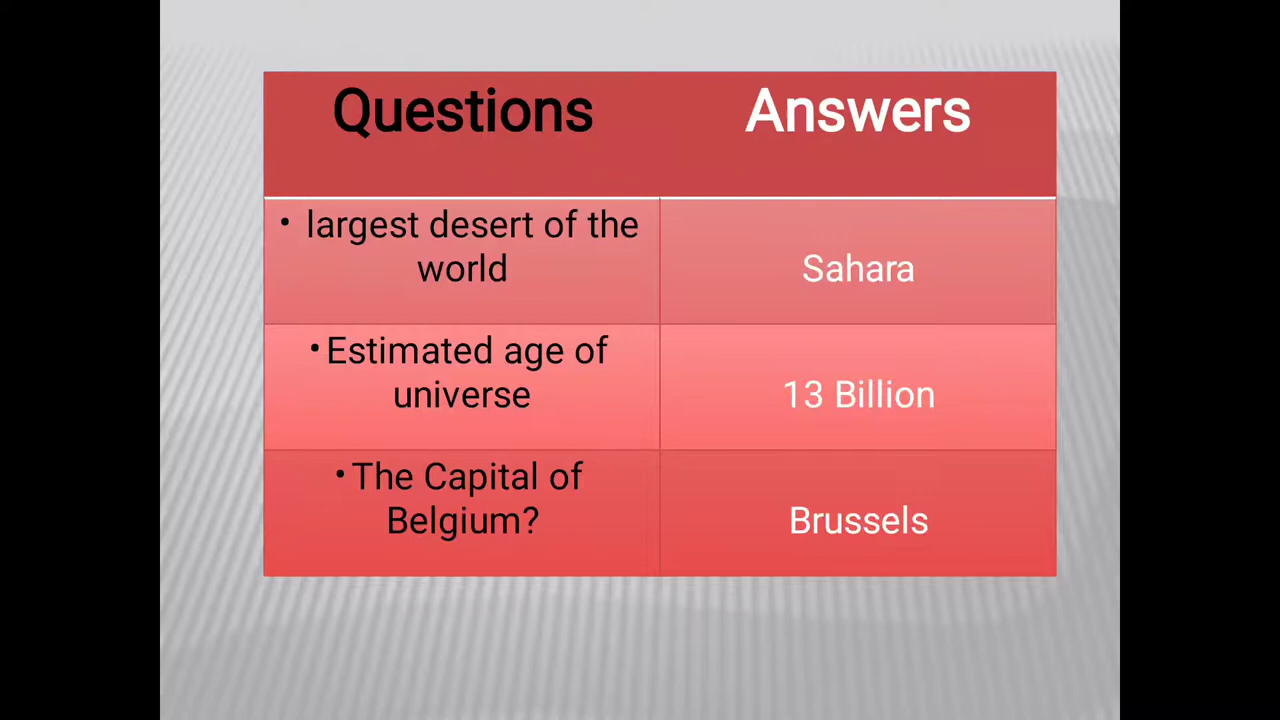 Questions
Answers
• largest desert of the
world
Sahara
•Estimated age of
universe
13 Billion
•The Capital of
Belgium?
Brussels